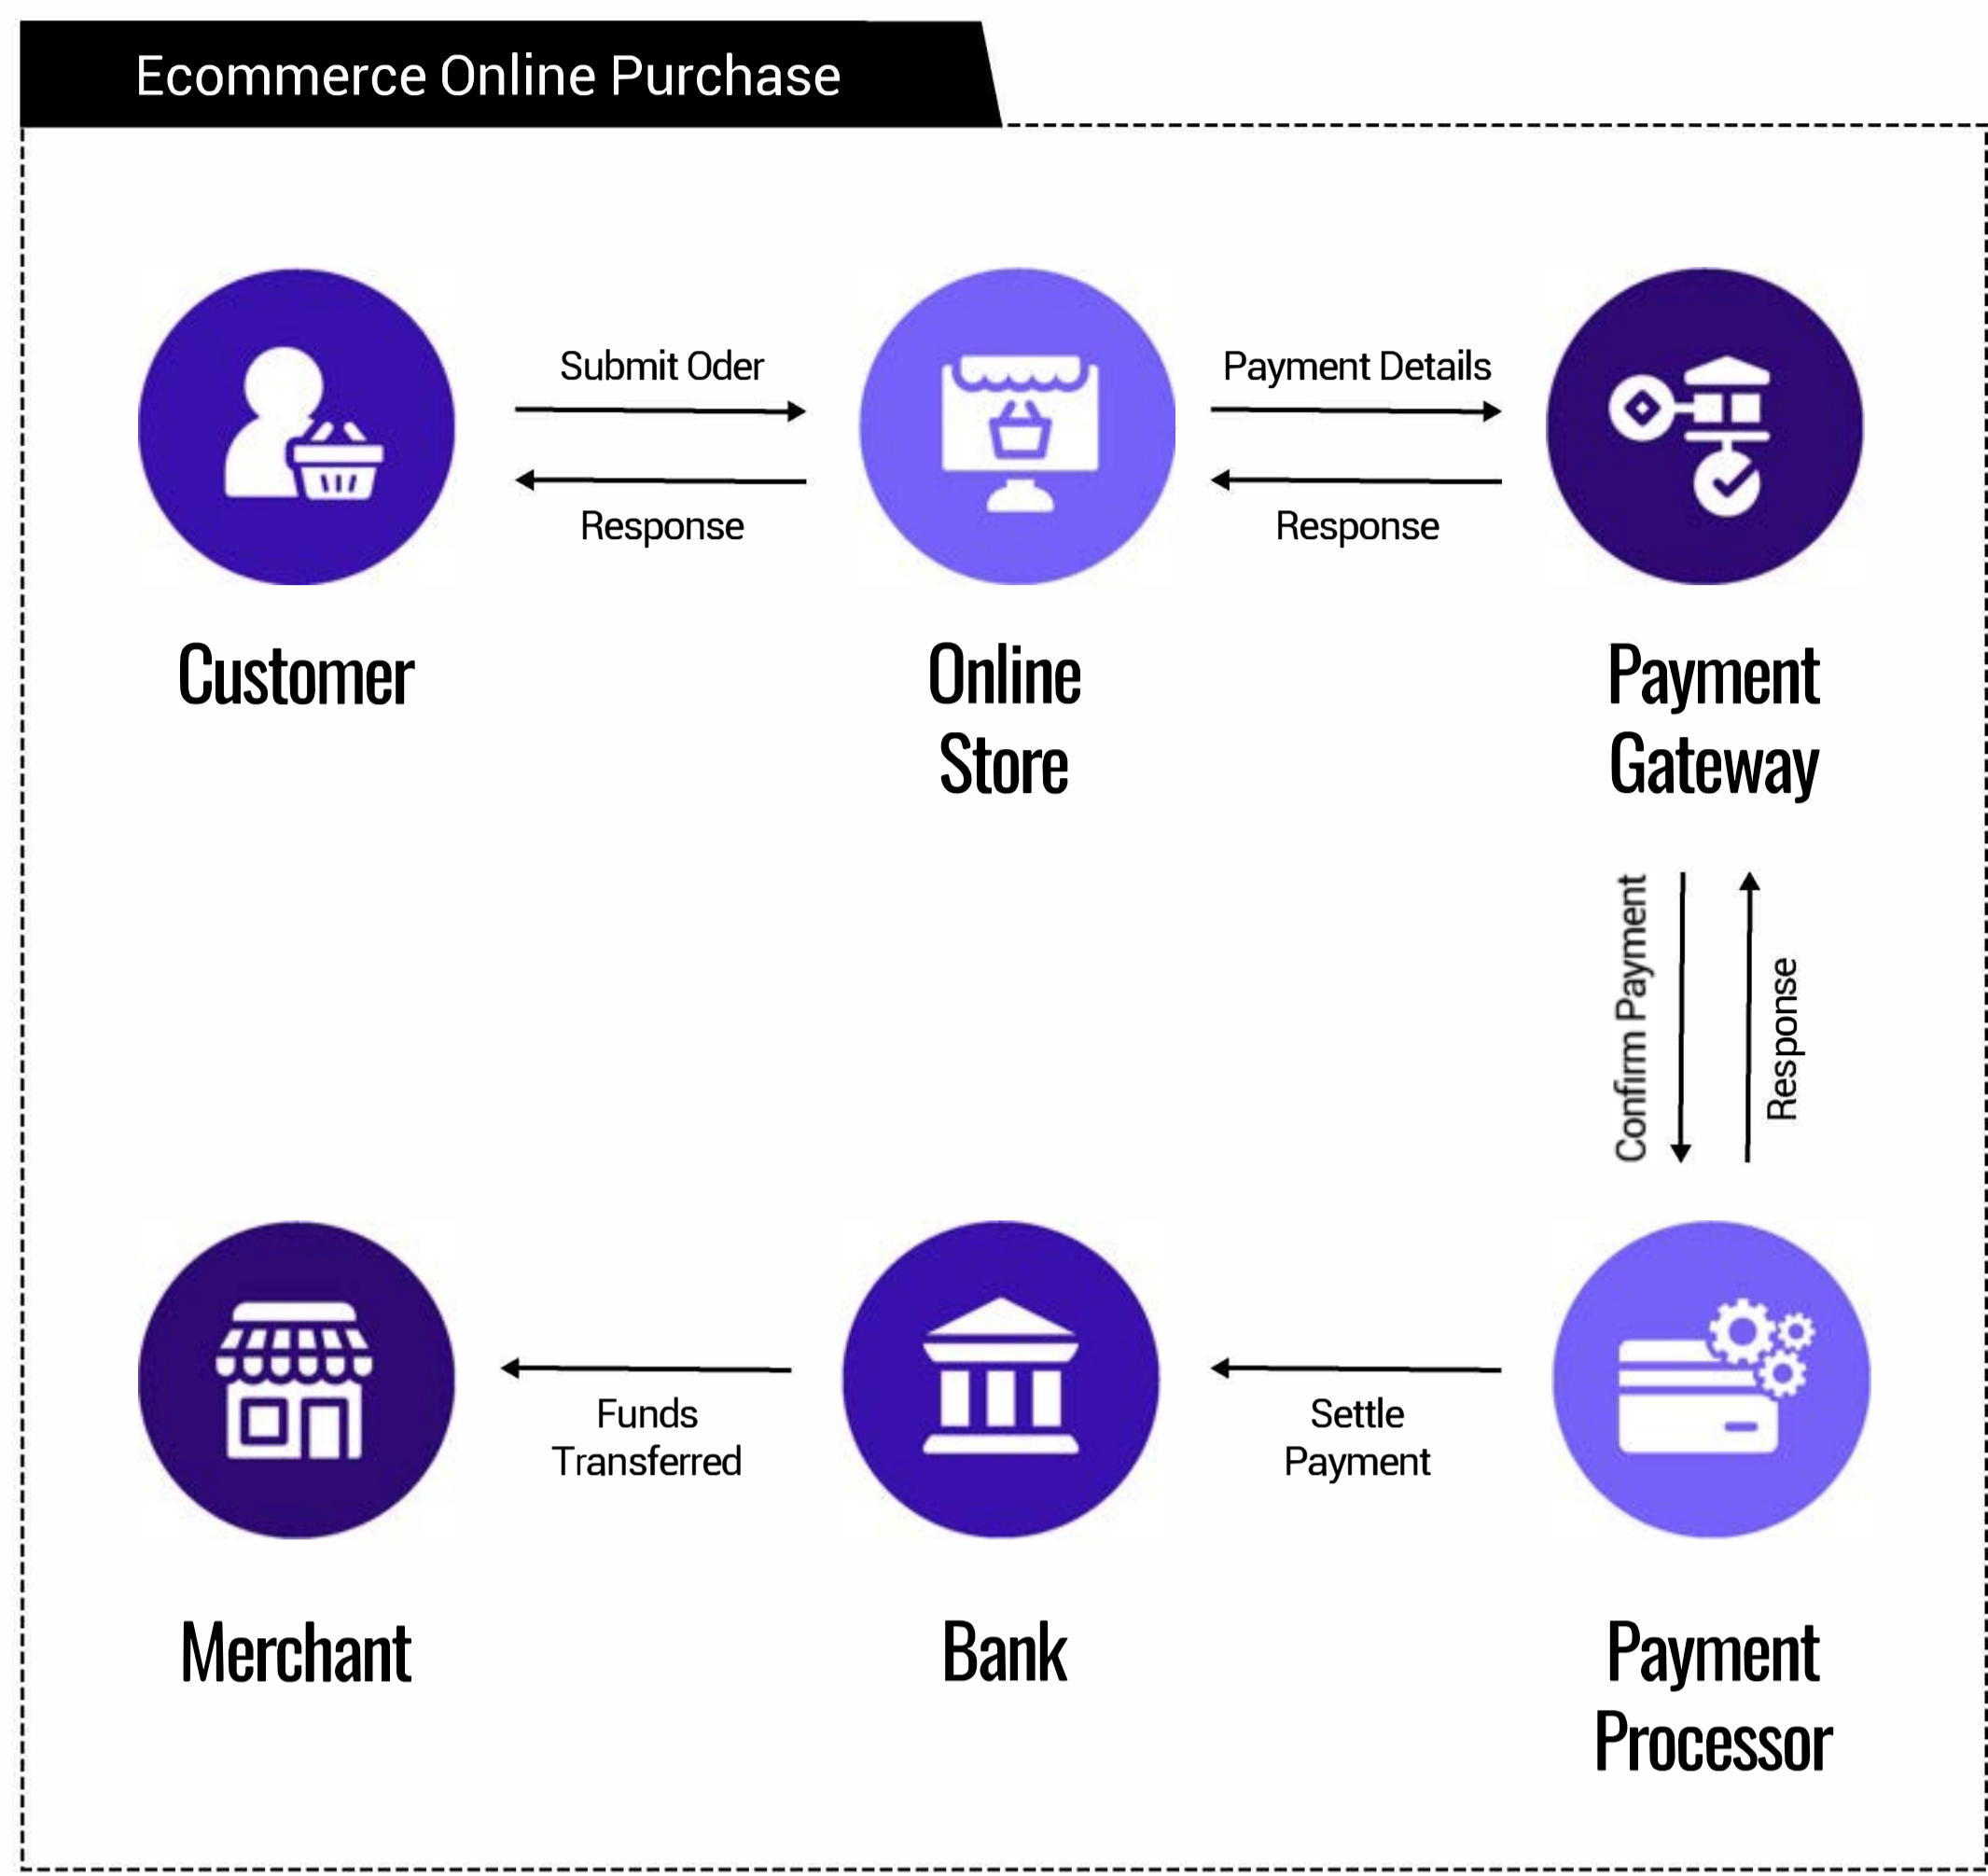 Ecommerce Online Purchase
Submit Oder
Payment Details
Response
Response
Customer
Online
Store
Payment
Gateway
Confirm Payment
Response
Funds
Transferred
Settle
Payment
Merchant
Bank
Payment
Processor